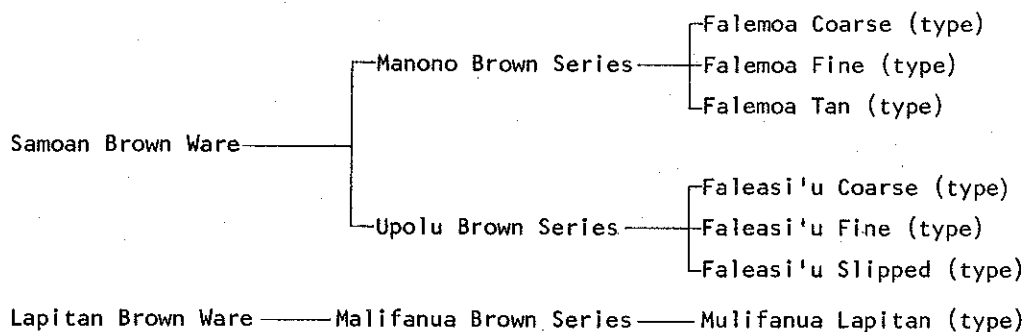 Falemoa Coarse (type)
Manono Brown Series Falemoa Fine (type)
Falemoa Tan (type)
Samoan Brown Ware
Faleasi'u Coarse (type)
Upolu Brown Series Faleasi'u Fine (type)
Faleasi'u Slipped (type)
Lapitan Brown Ware Malifanua Brown Series Mulifanua Lapitan (type)